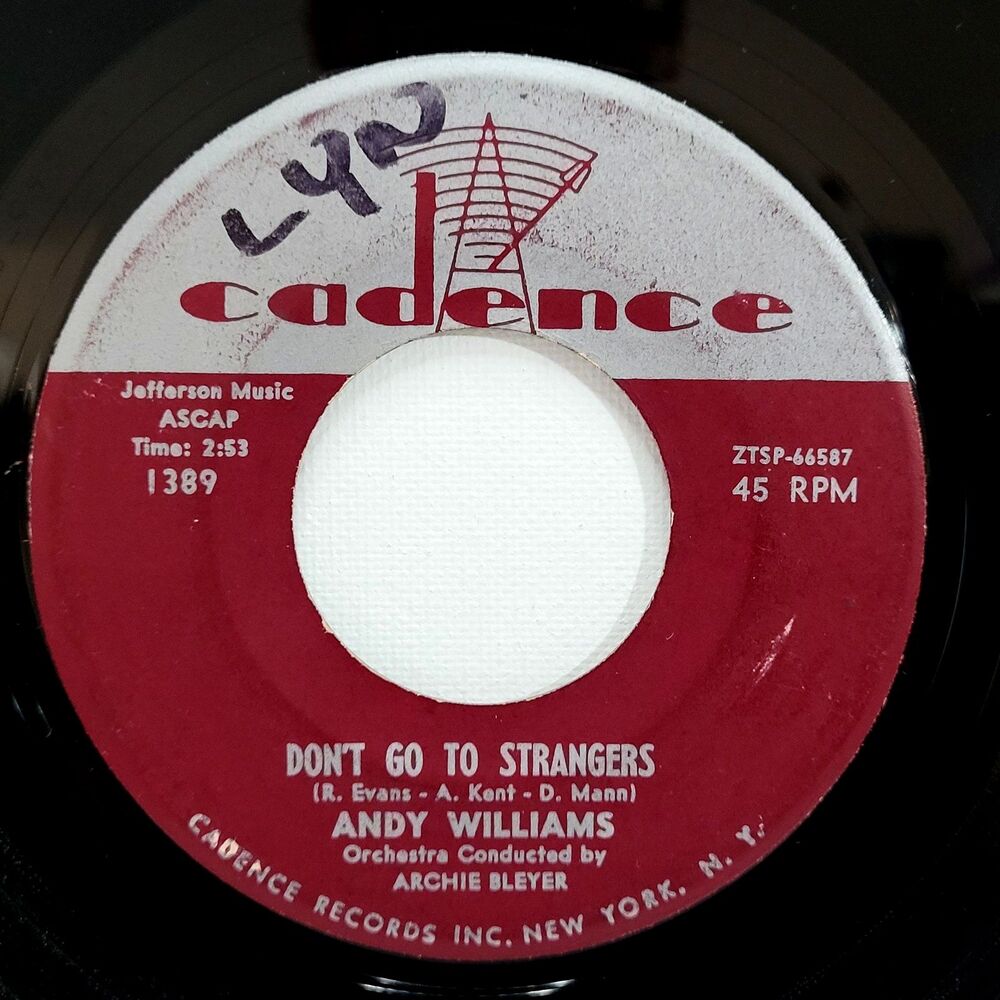 LYN
cadence
Jefferson Music
ASCAP
Time: 2:53
1389
ZTSP-66587
45 RPM
DON'T GO TO STRANGERS
(R. Evans - A. Kent - D. Mann)
ANDY WILLIAMS
Orchestra Conducted by
ARCHIE BLEYER
CADENCE RECORDS INC. NEW YORK, N. Y.